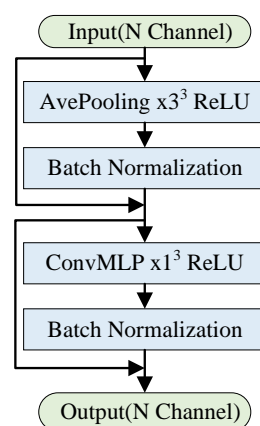 Input(N Channel)
AvePooling x3³ ReLU
Batch Normalization
ConvMLP x1³ ReLU
Batch Normalization
Output(N Channel)